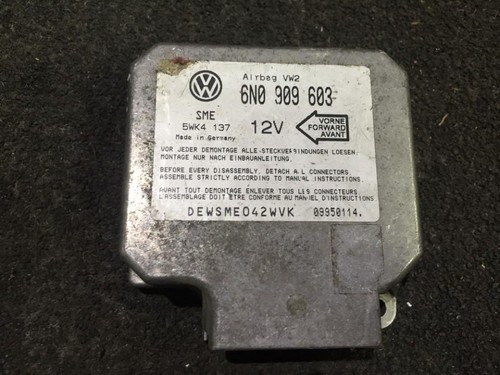 Airbag VW2
6N0 909 603
SME
5WK4 137
Made in Germany
12V
VORNE
FORWARD
AVANT
VOR JEDER DEMONTAGE ALLE-STECKVERBINDUNGEN LOESEN
MONTAGE NUR NACH EINBAUANLEITUNG.
BEFORE EVERY DISASSEMBLY, DETACH ALL CONNECTORS
ASSEMBLE STRICTLY ACCORDING TO MANUAL INSTRUCTIONS.
AVANT TOUT DEMONTAGE ENLEVER TOUS LES CONNECTEURS
L'ASSEMBLAGE DOIT ETRE CONFORME AU MANUEL D'INSTRUCTIONS
DEWSME042WVK 09950114.